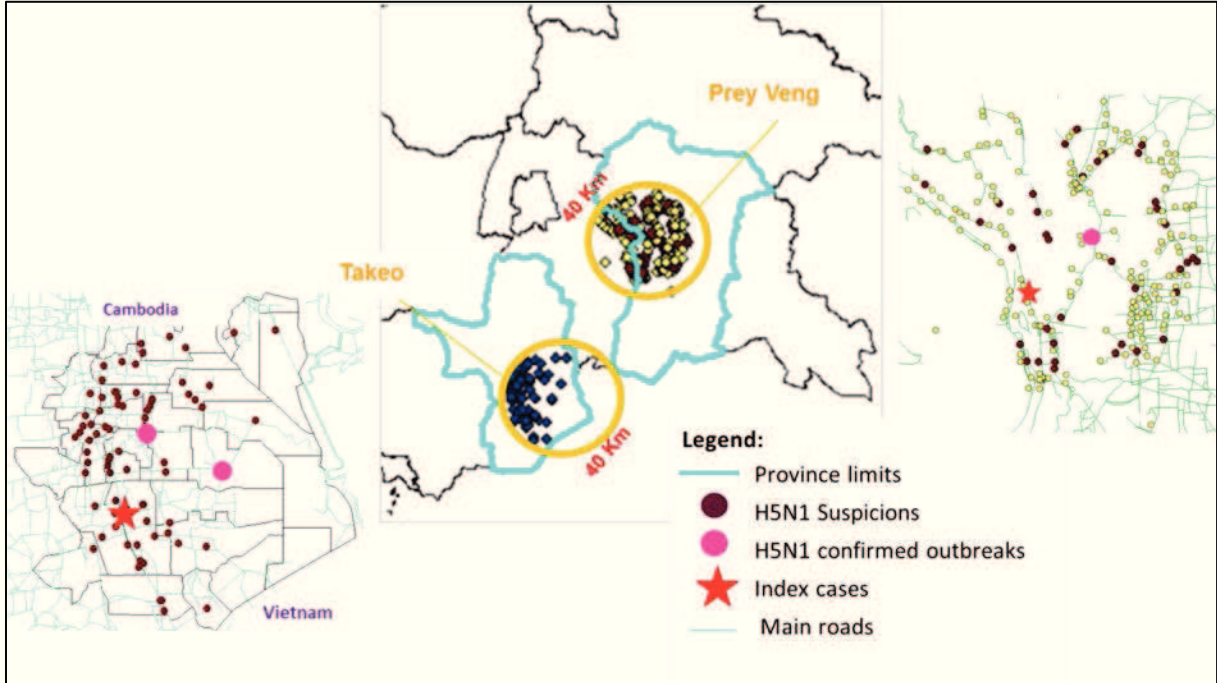 Prey Veng
40 Km
Takeo
Cambodia
40 Km
Vietnam
Legend:
Province limits
H5N1 Suspicions
H5N1 confirmed outbreaks
Index cases
Main roads